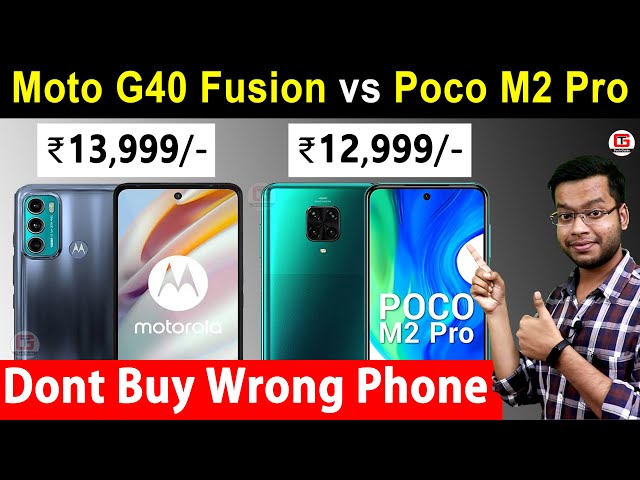 Moto G40 Fusion vs Poco M2 Pro
₹13,999/-
₹12,999/-
motorola
POCO
M2 Pro
Dont Buy Wrong Phone